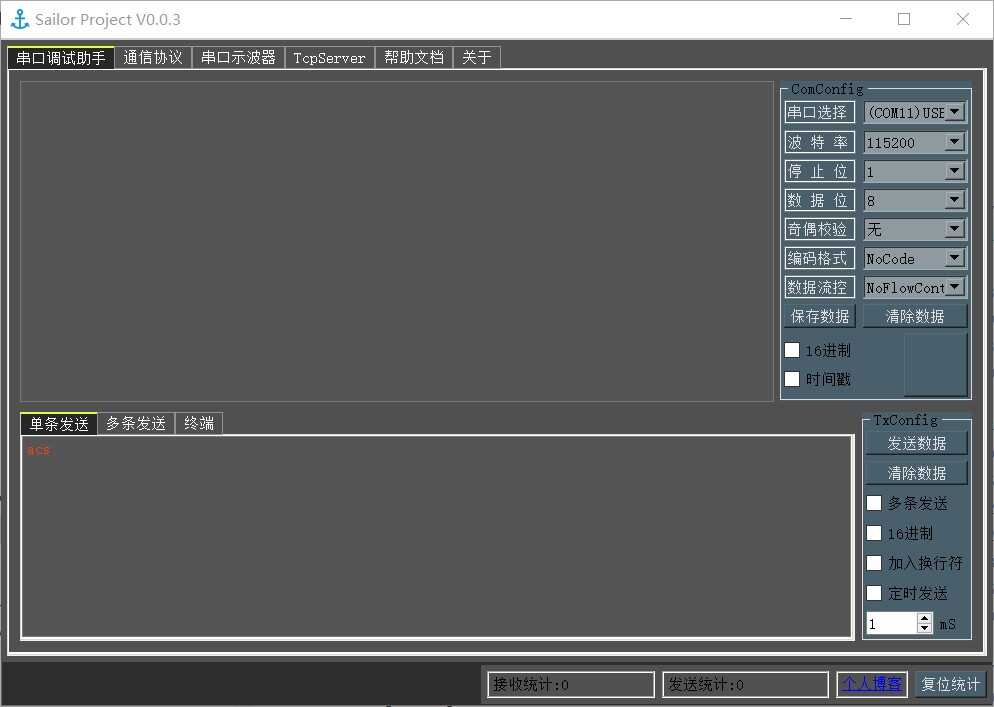 Sailor Project V0.0.3
串口调试助手 通信协议 串口示波器 TcpServer 帮助文档 关于
ComConfig
串口选择 (COM11)USE
波特率 115200
停止位 1
数据位 8
奇偶校验 无
编码格式 NoCode
数据流控 NoFlowCont
保存数据 清除数据
16进制
时间戳
单条发送 多条发送 终端
acs
TxConfig
发送数据
清除数据
多条发送
16进制
加入换行符
定时发送
1 mS
接收统计:0 发送统计:0 个人博客 复位统计